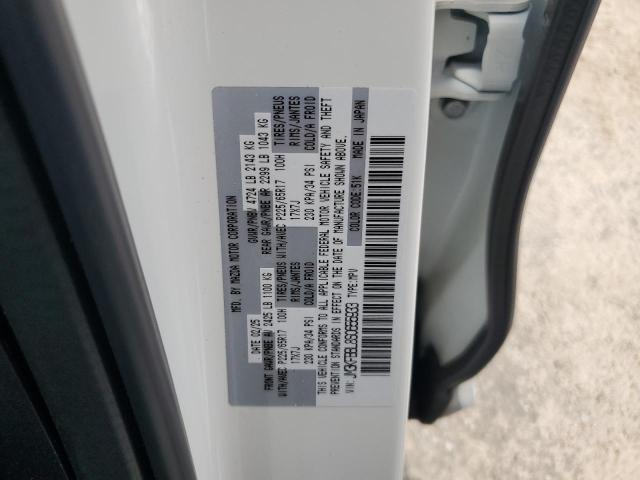 MFD. BY MAZDA MOTOR CORPORATION
DATE 02/25 GVWR/PNBV 4724 LB 2143 KG
FRONT GAWR/PNBE AV 2425 LB 1100 KG REAR GAWR/PNBE AR 2299 LB 1043 KG
WITH/AVEC P225/65R17 100H TIRES/PNEUS WITH/AVEC P225/65R17 100H TIRES/PNEUS
17X7J RIMS/JANTES 17X7J RIMS/JANTES
230 KPA/34 PSI COLD/A FROID 230 KPA/34 PSI COLD/A FROID
THIS VEHICLE CONFORMS TO ALL APPLICABLE FEDERAL MOTOR VEHICLE SAFETY AND THEFT
PREVENTION STANDARDS IN EFFECT ON THE DATE OF MANUFACTURE SHOWN ABOVE.
VIN: TYPE:MPV COLOR CODE:51K MADE IN JAPAN